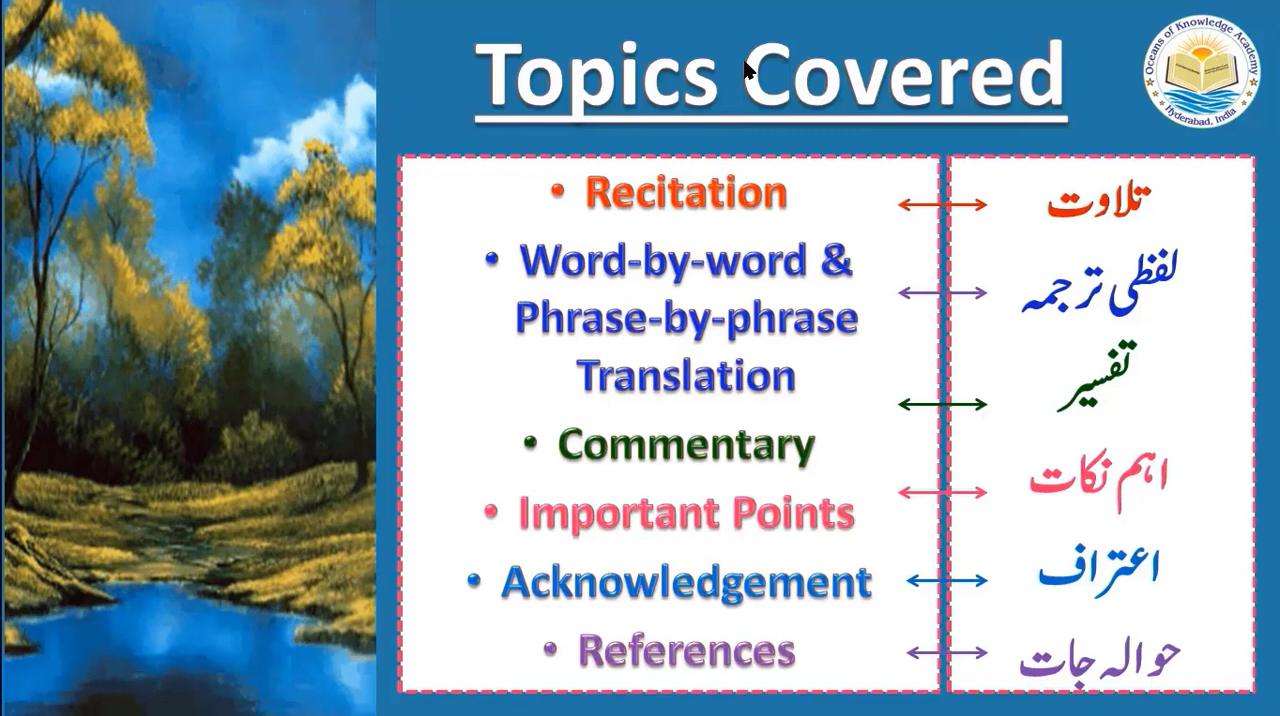 Topics Covered
Oceans of Knowledge Academy
Hyderabad, India
• Recitation
تلاوت
• Word-by-word &
Phrase-by-phrase
Translation
لفظی ترجمہ
• Commentary
تفسیر
• Important Points
اہم نکات
• Acknowledgement
اعتراف
• References
حوالہ جات